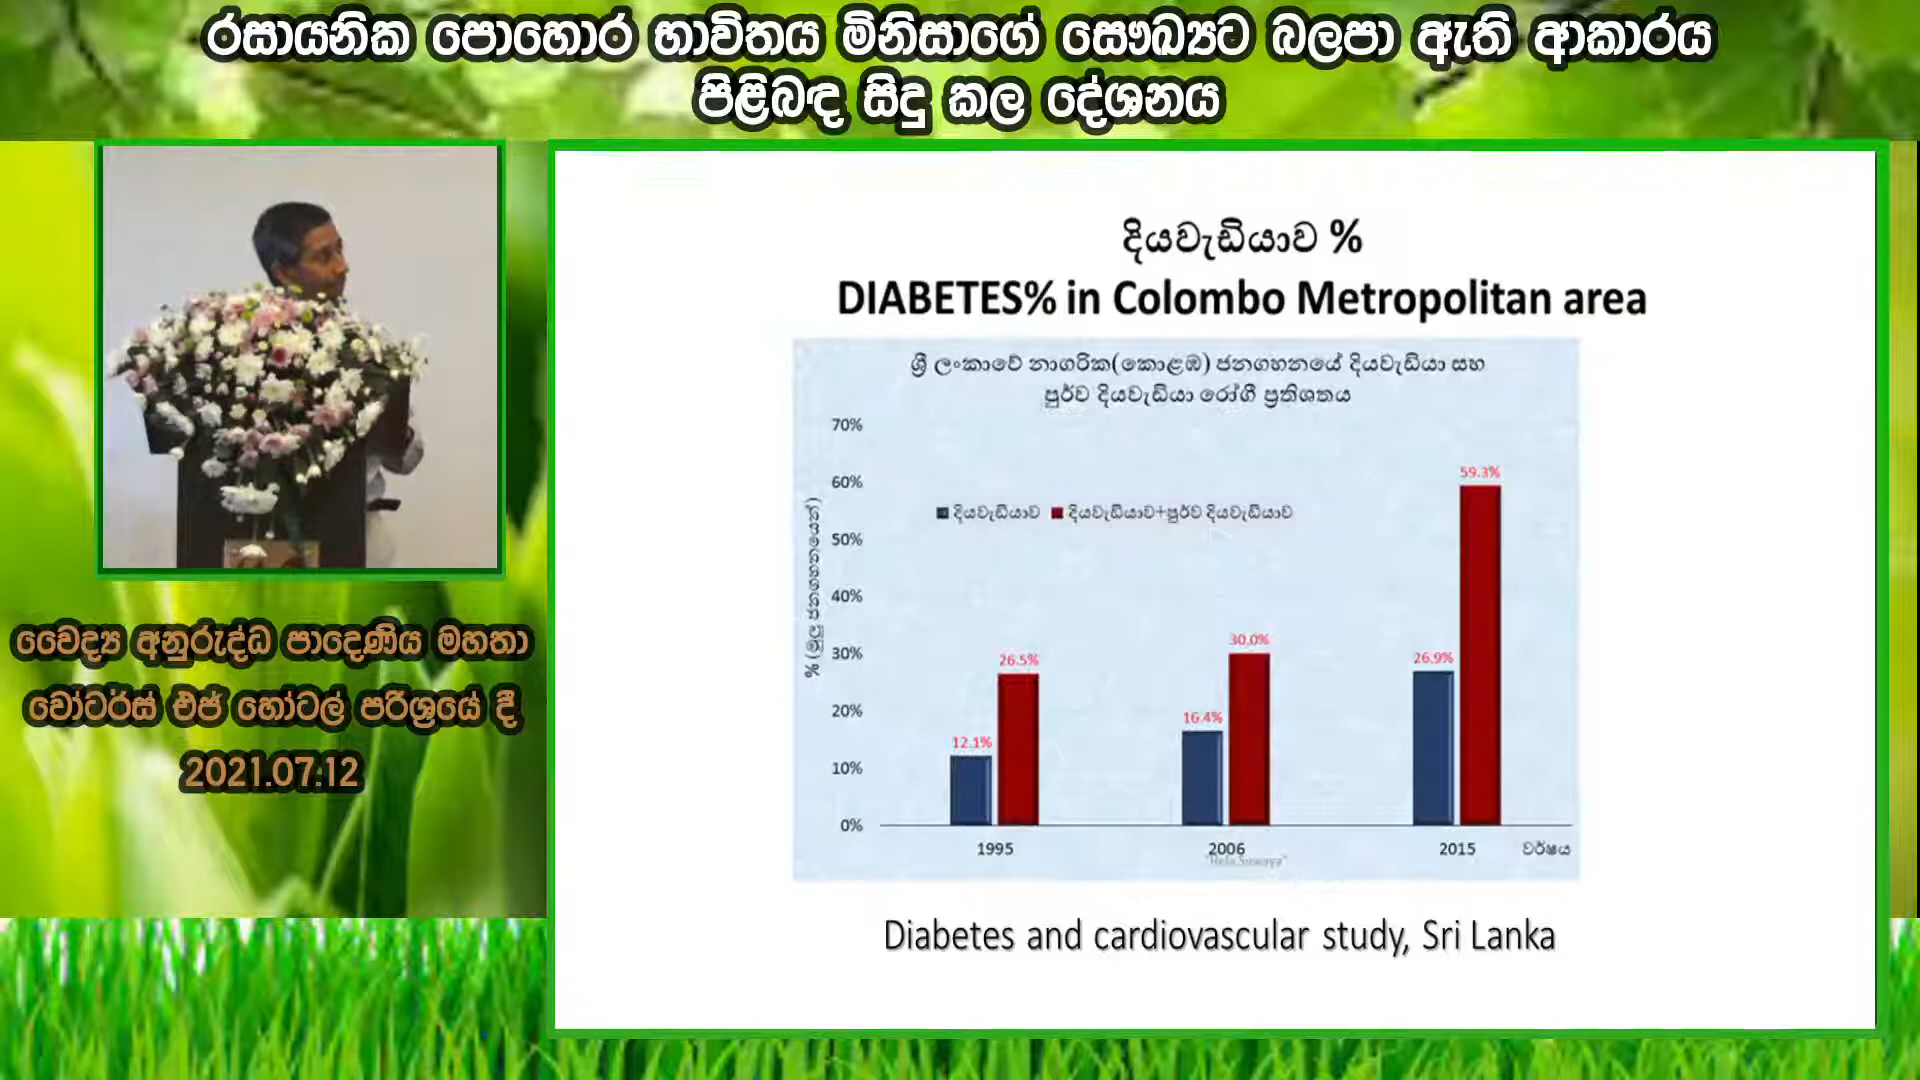 රසායනික පොහොර භාවිතය මිනිසාගේ සෞඛ්‍යට බලපා ඇති ආකාරය
පිළිබඳ සිදු කල දේශනය
වෛද්‍ය අනුරුද්ධ පාදෙණිය මහතා
වෝටර්ස් එජ් හෝටල් පරිශ්‍රයේ දී
2021.07.12
දියවැඩියාව %
DIABETES% in Colombo Metropolitan area
ශ්‍රී ලංකාවේ නාගරික(කොළඹ) ජනගහනයේ දියවැඩියා සහ
පුර්ව දියවැඩියා රෝගී ප්‍රතිශතය
% (මුලු ජනගහනයෙන්)
දියවැඩියාව දියවැඩියාව+පුර්ව දියවැඩියාව
70%
60%
50%
40%
30%
20%
10%
0%
12.1%
26.5%
16.4%
30.0%
26.9%
59.3%
1995 2006 2015 වර්ෂය
"Hela Suwaya"
Diabetes and cardiovascular study, Sri Lanka